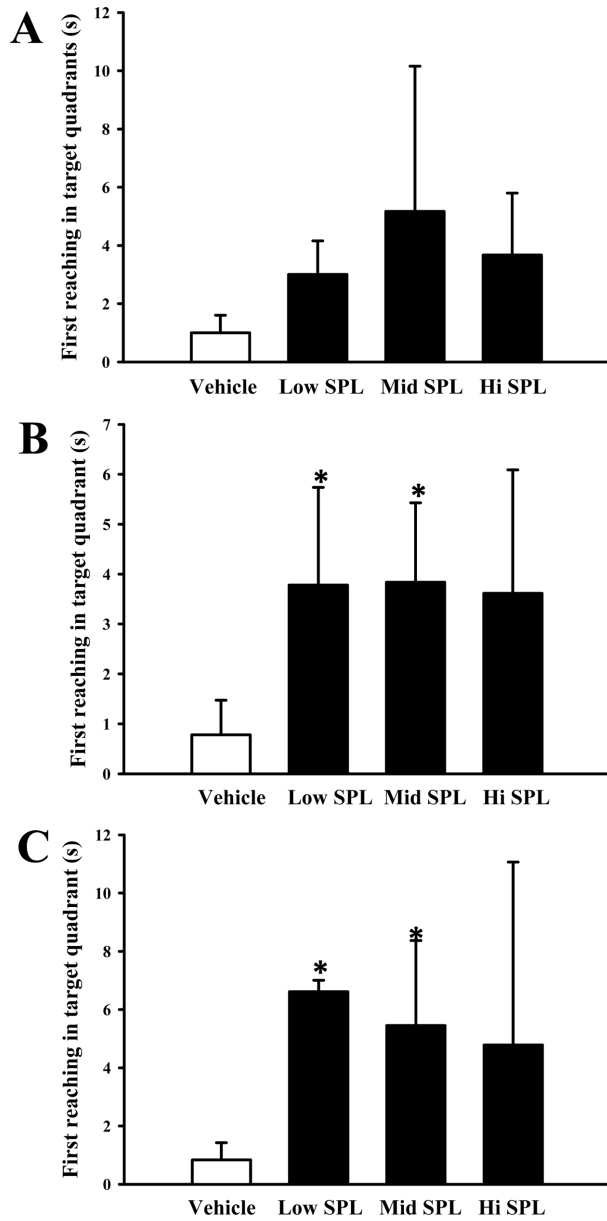 A
First reaching in target quadrants (s)
12
10
8
6
4
2
0
Vehicle Low SPL Mid SPL Hi SPL
B
First reaching in target quadrant (s)
7
6
5
4
3
2
1
0
* *
Vehicle Low SPL Mid SPL Hi SPL
C
First reaching in target quadrant (s)
12
10
8
6
4
2
0
* *
Vehicle Low SPL Mid SPL Hi SPL